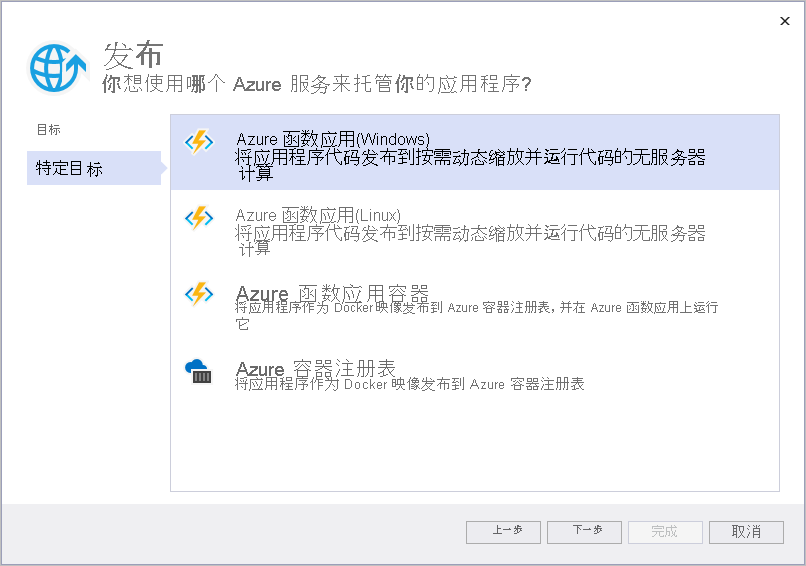 发布
你想使用哪个 Azure 服务来托管你的应用程序?
目标
特定目标
Azure 函数应用(Windows)
将应用程序代码发布到按需动态缩放并运行代码的无服务器
计算
Azure 函数应用(Linux)
将应用程序代码发布到按需动态缩放并运行代码的无服务器
计算
Azure 函数应用容器
将应用程序作为 Docker 映像发布到 Azure 容器注册表, 并在 Azure 函数应用上运行
它
Azure 容器注册表
将应用程序作为 Docker 映像发布到 Azure 容器注册表
上一步
下一步
完成
取消